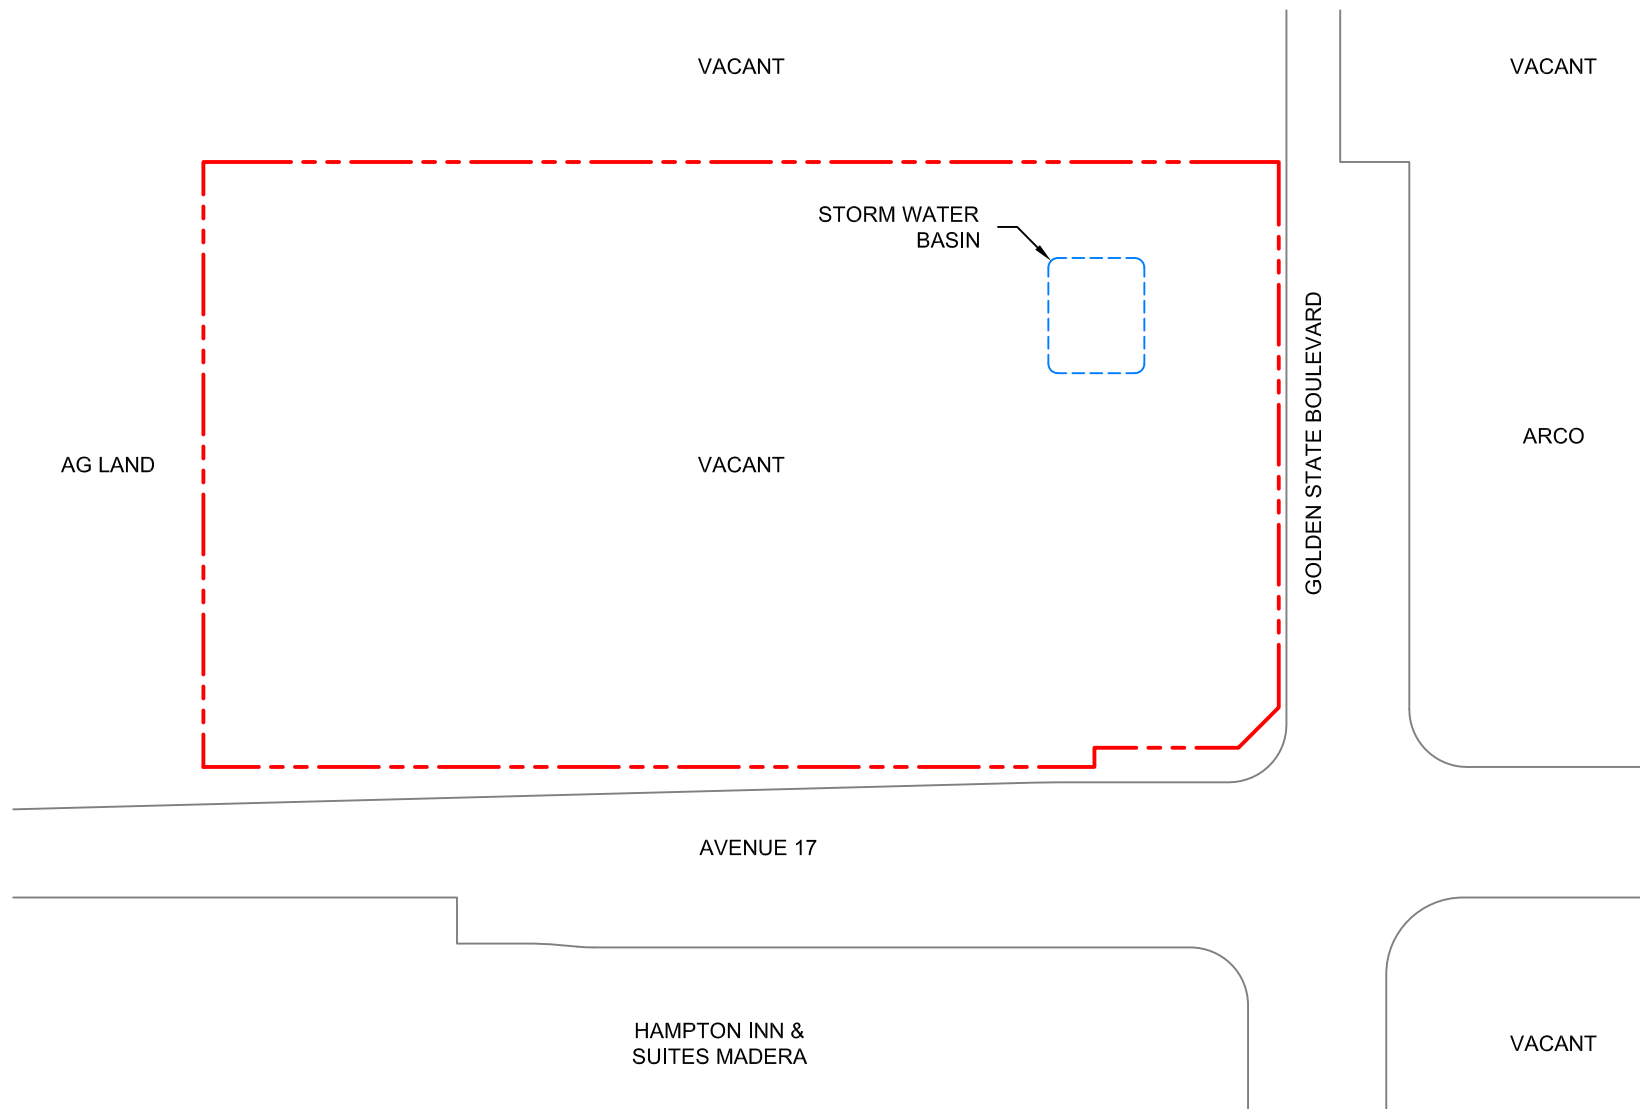 VACANT
VACANT
STORM WATER
BASIN
GOLDEN STATE BOULEVARD
ARCO
AG LAND
VACANT
AVENUE 17
HAMPTON INN &
SUITES MADERA
VACANT